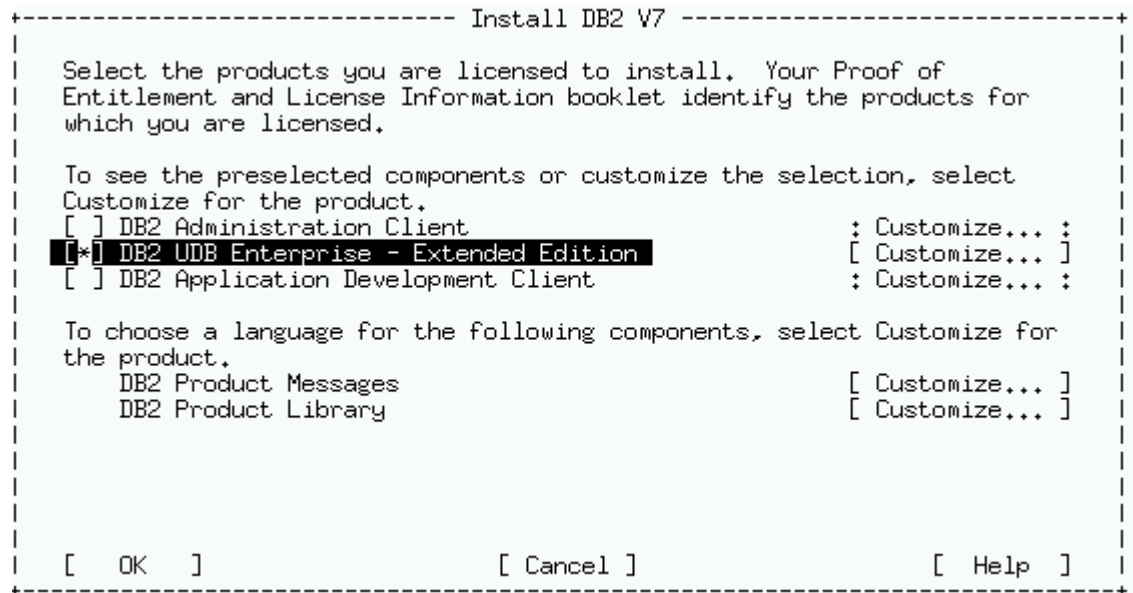 Install DB2 V7
Select the products you are licensed to install. Your Proof of
Entitlement and License Information booklet identify the products for
which you are licensed.
To see the preselected components or customize the selection, select
Customize for the product.
[ ] DB2 Administration Client : Customize... :
[*] DB2 UDB Enterprise - Extended Edition [ Customize... ]
[ ] DB2 Application Development Client : Customize... :
To choose a language for the following components, select Customize for
the product.
DB2 Product Messages [ Customize... ]
DB2 Product Library [ Customize... ]
[ OK ] [ Cancel ] [ Help ]